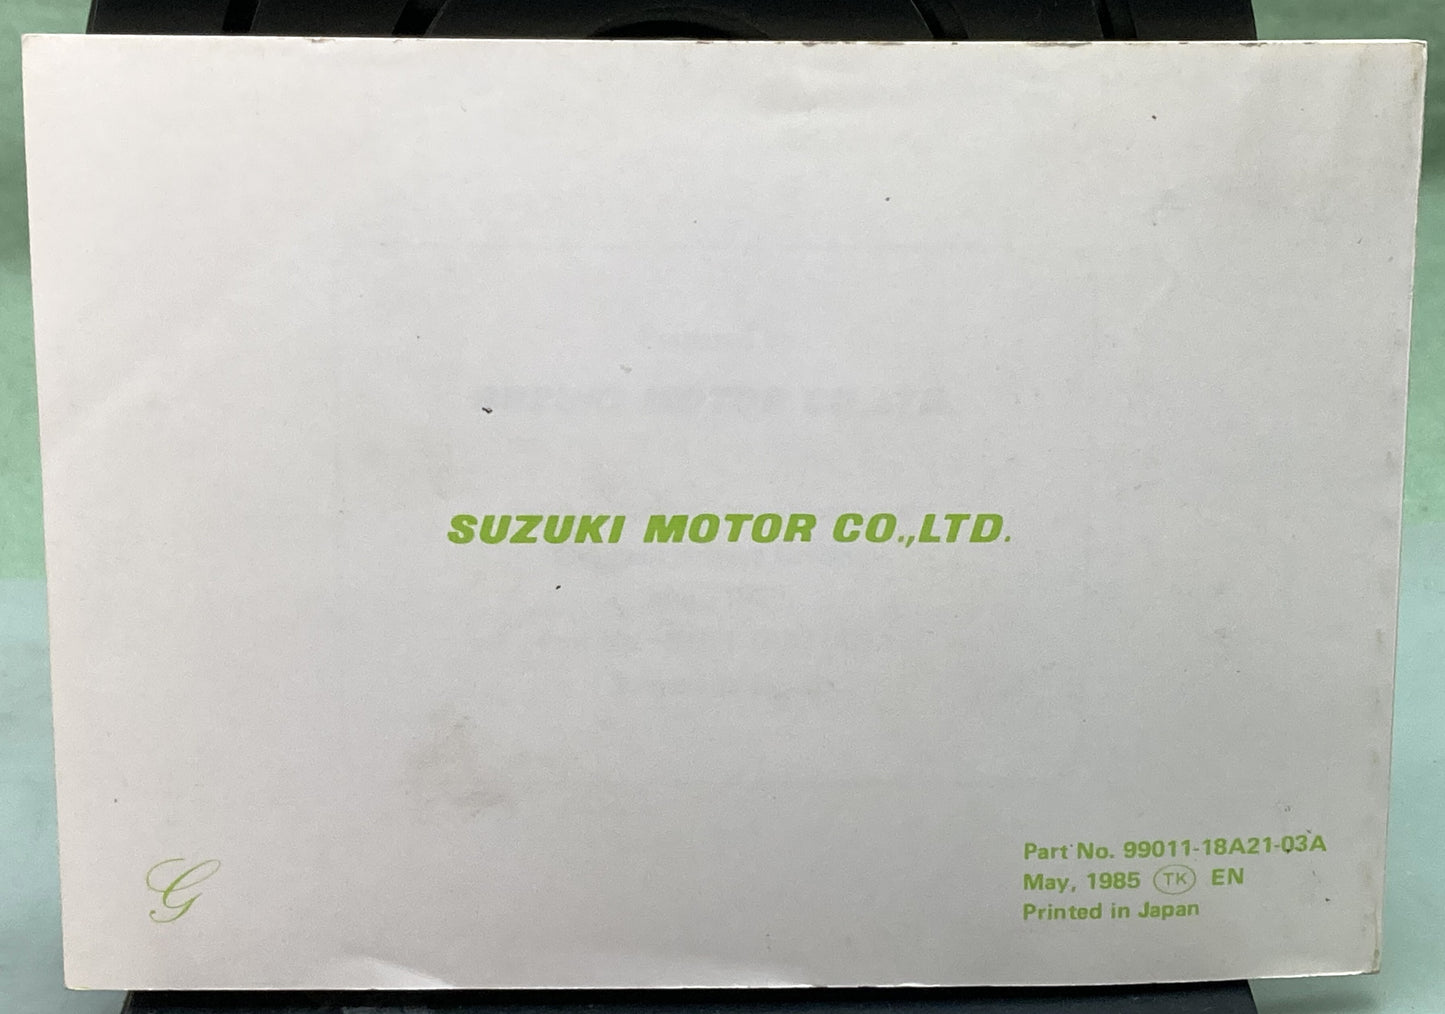 SUZUKI MOTOR CO.,LTD.
G
Part No. 99011-18A21-03A
May, 1985 TK EN
Printed in Japan